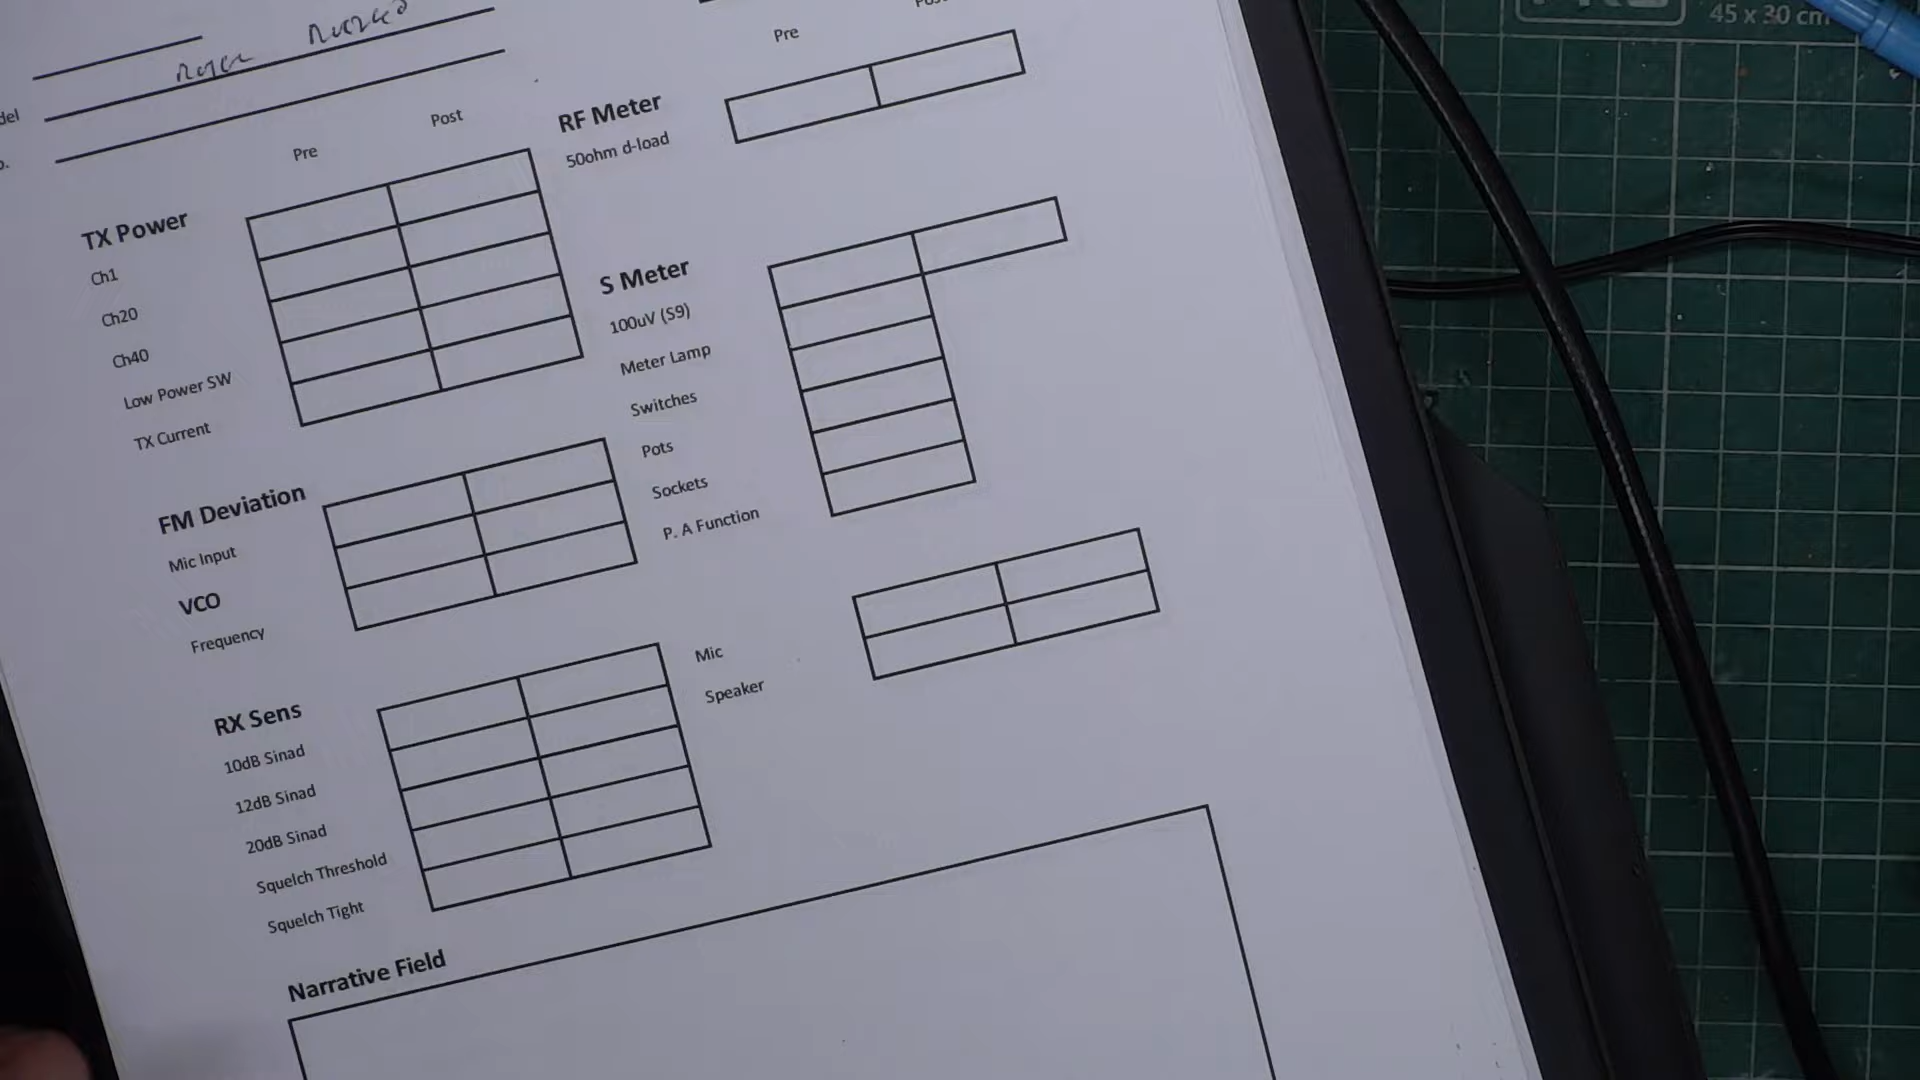 Pre Post
TX Power
Ch1
Ch20
Ch40
Low Power SW
TX Current
FM Deviation
Mic Input
VCO
Frequency
RX Sens
10dB Sinad
12dB Sinad
20dB Sinad
Squelch Threshold
Squelch Tight
Pre
RF Meter
50ohm d-load
S Meter
100uV (S9)
Meter Lamp
Switches
Pots
Sockets
P. A Function
Mic
Speaker
Narrative Field
45 x 30 cm